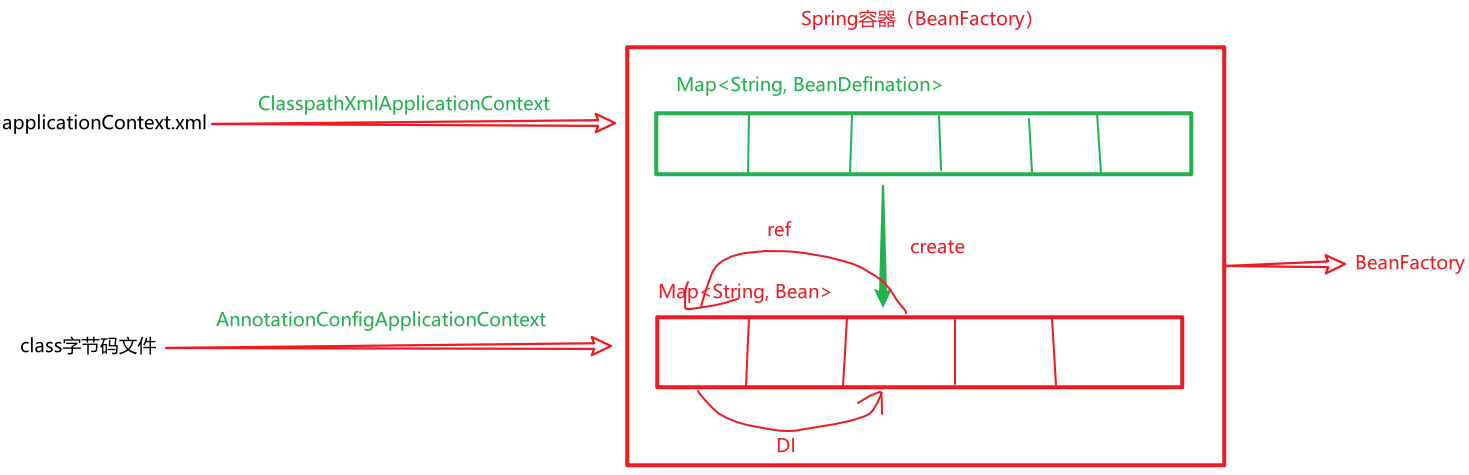 Spring容器（BeanFactory）
Map<String, BeanDefination>
ClasspathXmlApplicationContext
applicationContext.xml
ref
create
BeanFactory
Map<String, Bean>
AnnotationConfigApplicationContext
class字节码文件
DI